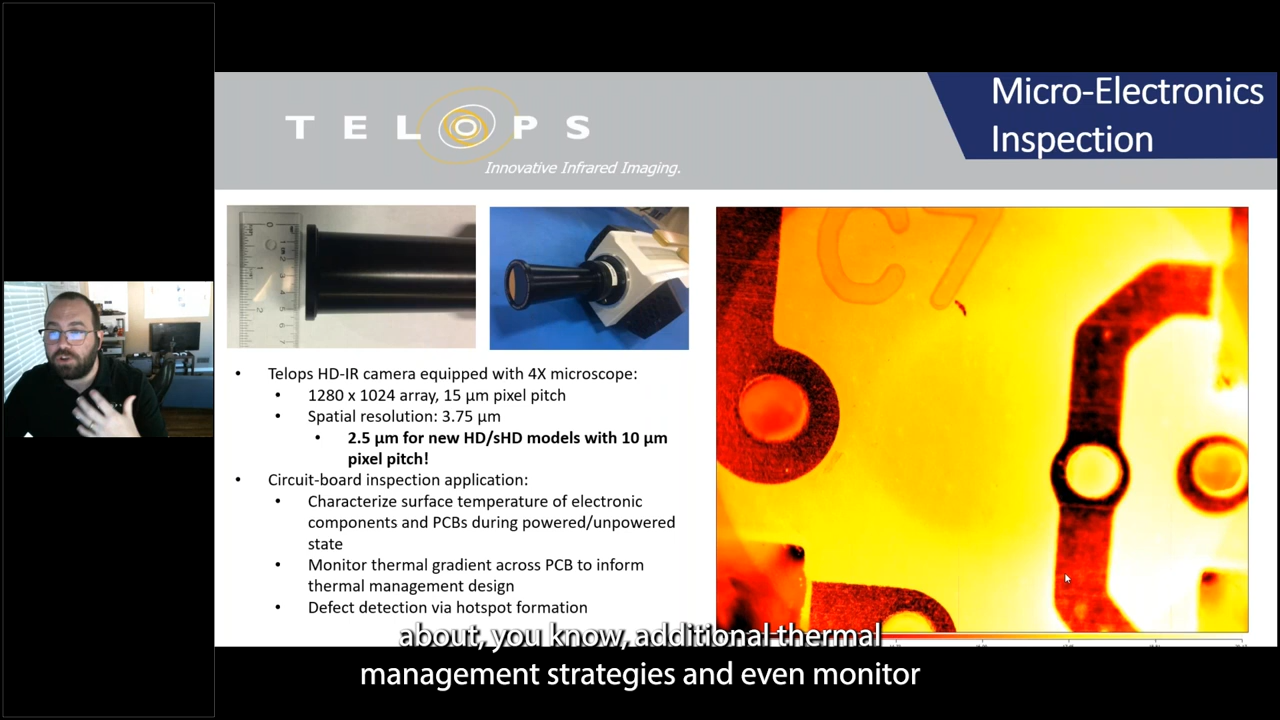 TELOPS
Innovative Infrared Imaging.
Micro-Electronics
Inspection
C7
• Telops HD-IR camera equipped with 4X microscope:
• 1280 x 1024 array, 15 µm pixel pitch
• Spatial resolution: 3.75 µm
• 2.5 µm for new HD/sHD models with 10 µm
pixel pitch!
• Circuit-board inspection application:
• Characterize surface temperature of electronic
components and PCBs during powered/unpowered
state
• Monitor thermal gradient across PCB to inform
thermal management design
• Defect detection via hotspot formation
about, you know, additional thermal
management strategies and even monitor